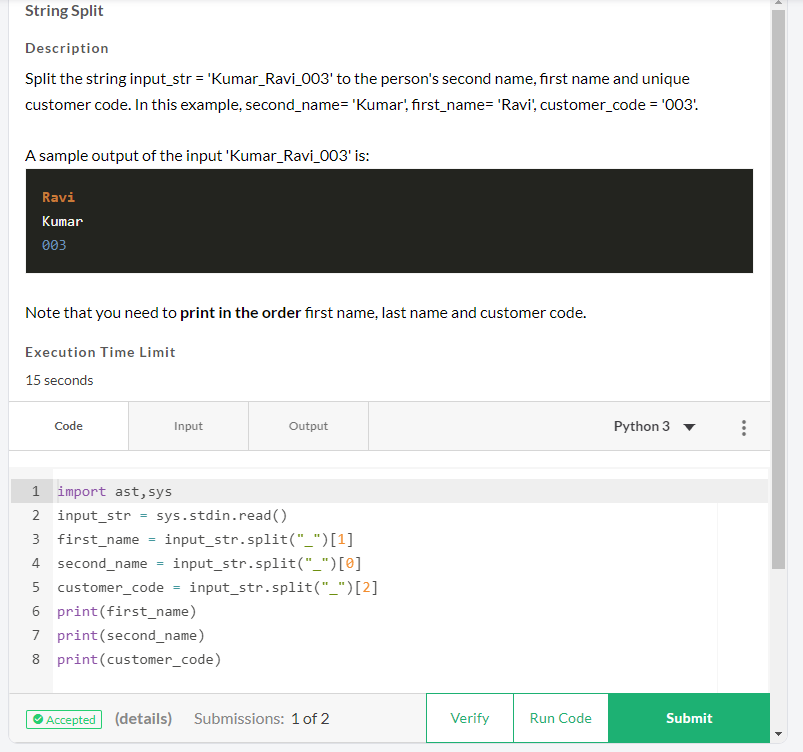 String Split
Description
Split the string input_str = 'Kumar_Ravi_003' to the person's second name, first name and unique
customer code. In this example, second_name= 'Kumar', first_name= 'Ravi', customer_code = '003'.
A sample output of the input 'Kumar_Ravi_003' is:
Ravi
Kumar
003
Note that you need to print in the order first name, last name and customer code.
Execution Time Limit
15 seconds
Code Input Output Python 3
1 import ast,sys
2 input_str = sys.stdin.read()
3 first_name = input_str.split("_")[1]
4 second_name = input_str.split("_")[0]
5 customer_code = input_str.split("_")[2]
6 print(first_name)
7 print(second_name)
8 print(customer_code)
Accepted (details) Submissions: 1 of 2 Verify Run Code Submit